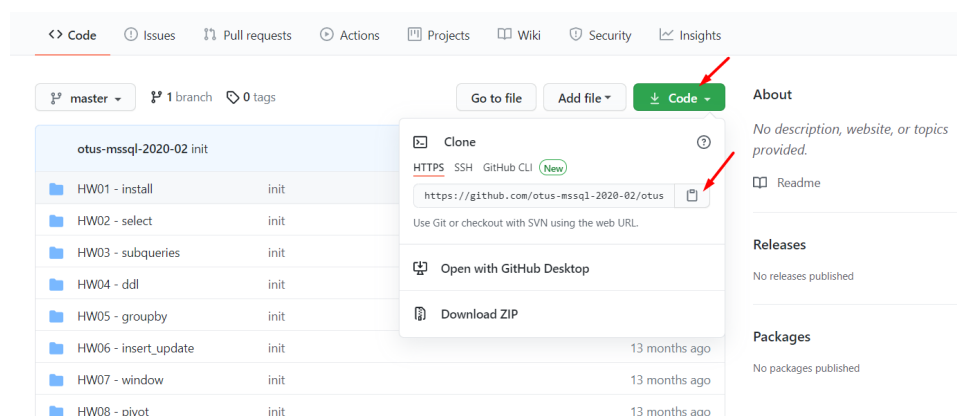 Code Issues Pull requests Actions Projects Wiki Security Insights
master 1 branch 0 tags Go to file Add file Code
otus-mssql-2020-02 init
HW01 - install init
HW02 - select init
HW03 - subqueries init
HW04 - ddl init
HW05 - groupby init
HW06 - insert_update init 13 months ago
HW07 - window init 13 months ago
HW08 - pivot init 13 months ago
Clone
HTTPS SSH GitHub CLI New
https://github.com/otus-mssql-2020-02/otus
Use Git or checkout with SVN using the web URL.
Open with GitHub Desktop
Download ZIP
About
No description, website, or topics
provided.
Readme
Releases
No releases published
Packages
No packages published